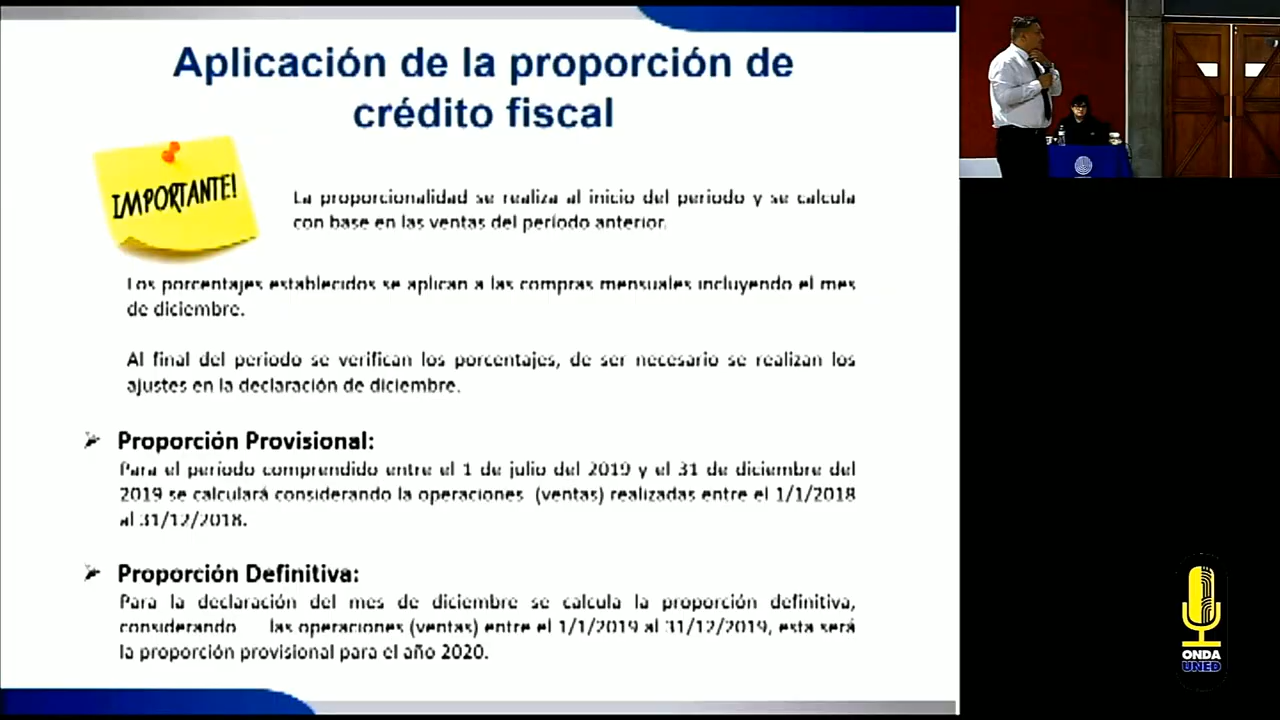 Aplicación de la proporción de
crédito fiscal
IMPORTANTE!
La proporcionalidad se realiza al inicio del periodo y se calcula
con base en las ventas del período anterior.
Los porcentajes establecidos se aplican a las compras mensuales incluyendo el mes
de diciembre.
Al final del periodo se verifican los porcentajes, de ser necesario se realizan los
ajustes en la declaración de diciembre.
Proporción Provisional:
Para el periodo comprendido entre el 1 de julio del 2019 y el 31 de diciembre del
2019 se calculará considerando la operaciones (ventas) realizadas entre el 1/1/2018
al 31/12/2018.
Proporción Definitiva:
Para la declaración del mes de diciembre se calcula la proporción definitiva,
considerando las operaciones (ventas) entre el 1/1/2019 al 31/12/2019, esta será
la proporción provisional para el año 2020.
ONDA
UNED